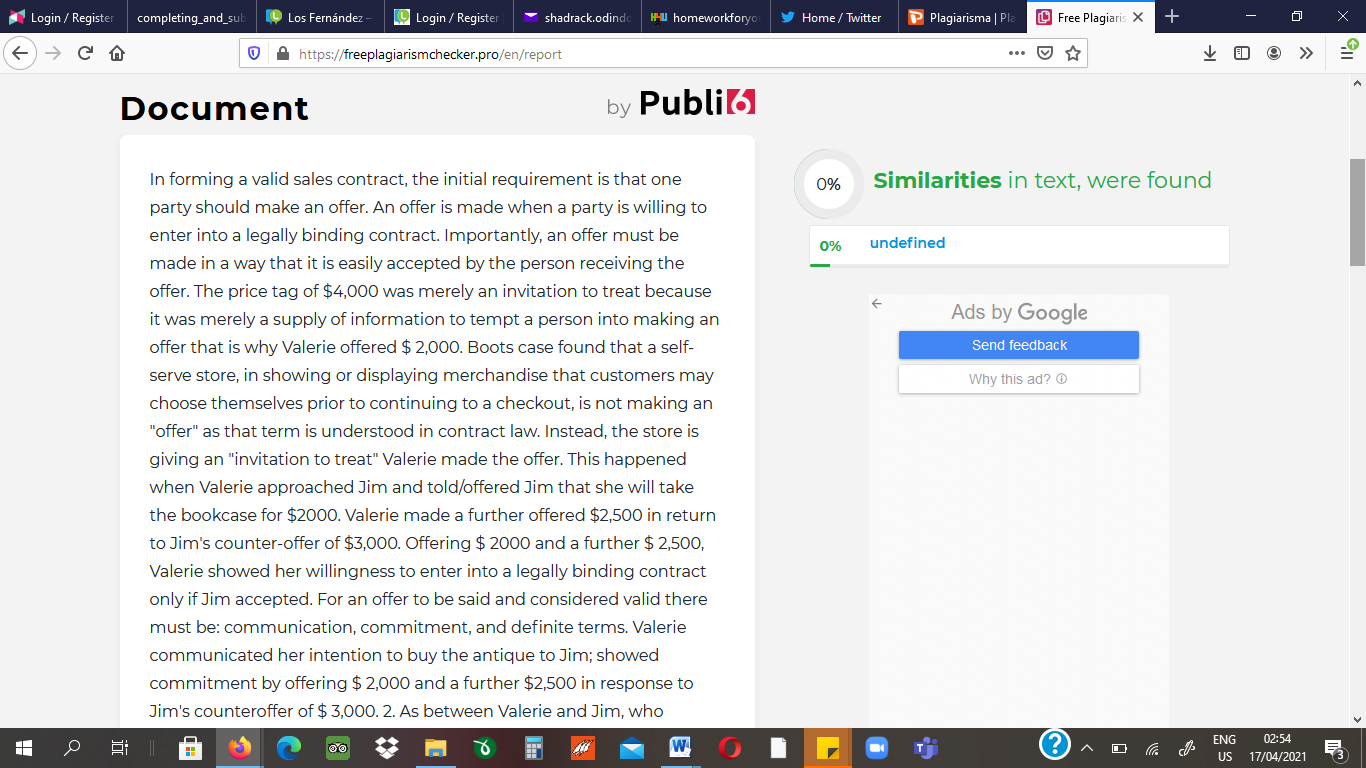 Login / Register
completing_and_sub
Los Fernández –
Login / Register
shadrack.odindo
homeworkforyou
Home / Twitter
Plagiarisma | Pla
Free Plagiaris
https://freeplagiarismchecker.pro/en/report
Document
by Publi6
In forming a valid sales contract, the initial requirement is that one
party should make an offer. An offer is made when a party is willing to
enter into a legally binding contract. Importantly, an offer must be
made in a way that it is easily accepted by the person receiving the
offer. The price tag of $4,000 was merely an invitation to treat because
it was merely a supply of information to tempt a person into making an
offer that is why Valerie offered $ 2,000. Boots case found that a self-
serve store, in showing or displaying merchandise that customers may
choose themselves prior to continuing to a checkout, is not making an
"offer" as that term is understood in contract law. Instead, the store is
giving an "invitation to treat" Valerie made the offer. This happened
when Valerie approached Jim and told/offered Jim that she will take
the bookcase for $2000. Valerie made a further offered $2,500 in return
to Jim's counter-offer of $3,000. Offering $ 2000 and a further $ 2,500,
Valerie showed her willingness to enter into a legally binding contract
only if Jim accepted. For an offer to be said and considered valid there
must be: communication, commitment, and definite terms. Valerie
communicated her intention to buy the antique to Jim; showed
commitment by offering $ 2,000 and a further $2,500 in response to
Jim's counteroffer of $ 3,000. 2. As between Valerie and Jim, who
0%
Similarities in text, were found
0%
undefined
Ads by Google
Send feedback
Why this ad?
ENG
US
02:54
17/04/2021
3